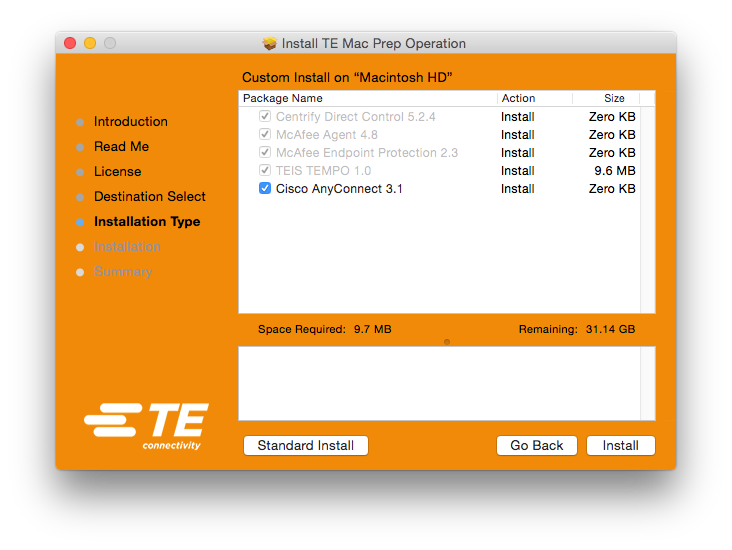 Install TE Mac Prep Operation
Introduction
Read Me
License
Destination Select
Installation Type
Installation
Summary
Custom Install on “Macintosh HD”
Package Name Action Size
Centrify Direct Control 5.2.4 Install Zero KB
McAfee Agent 4.8 Install Zero KB
McAfee Endpoint Protection 2.3 Install Zero KB
TEIS TEMPO 1.0 Install 9.6 MB
Cisco AnyConnect 3.1 Install Zero KB
Space Required: 9.7 MB Remaining: 31.14 GB
TE
connectivity
Standard Install Go Back Install